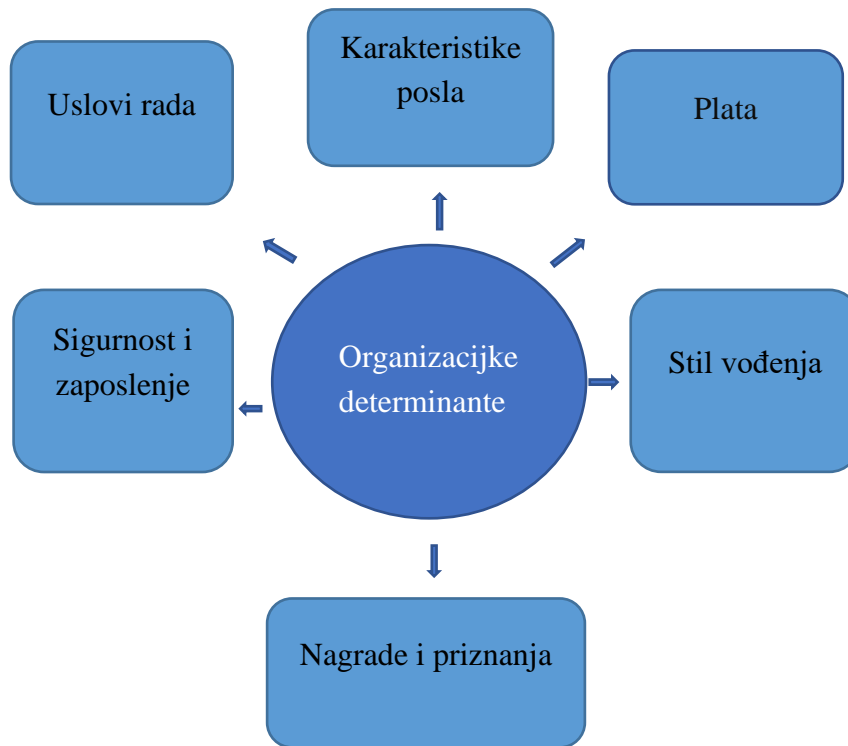 Karakteristike
posla
Uslovi rada
Plata
Sigurnost i
zaposlenje
Organizacijke
determinante
Stil vođenja
Nagrade i priznanja